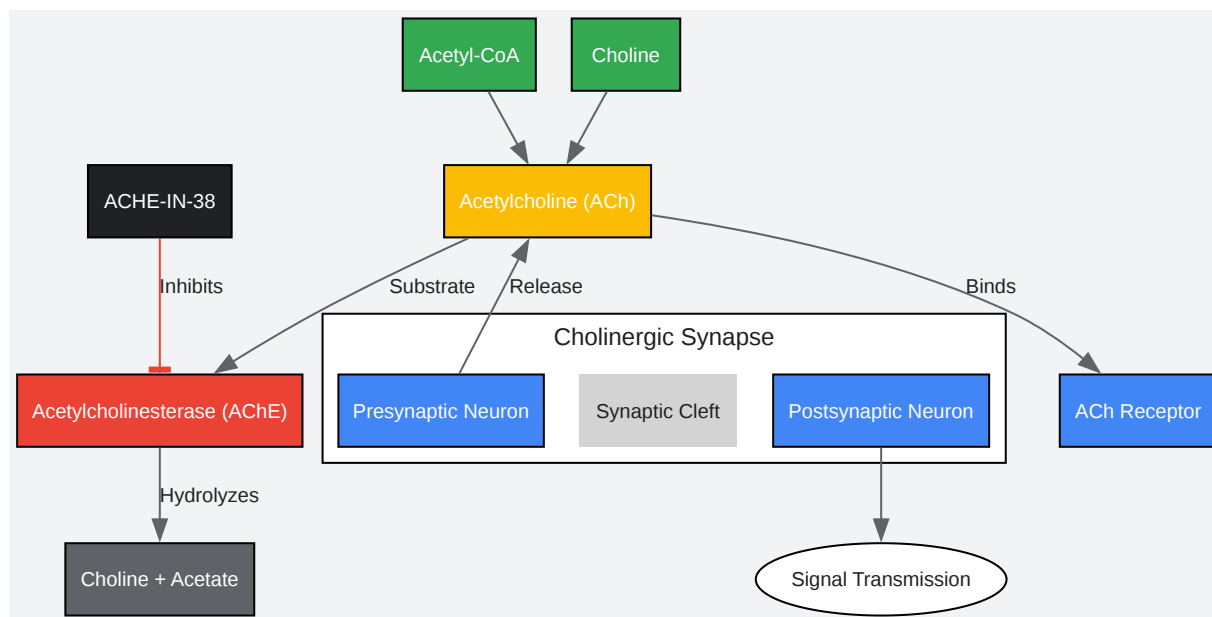 Acetyl-CoA
Choline
ACHE-IN-38
Acetylcholine (ACh)
Inhibits
Substrate
Release
Binds
Cholinergic Synapse
Acetylcholinesterase (AChE)
Presynaptic Neuron
Synaptic Cleft
Postsynaptic Neuron
ACh Receptor
Hydrolyzes
Choline + Acetate
Signal Transmission